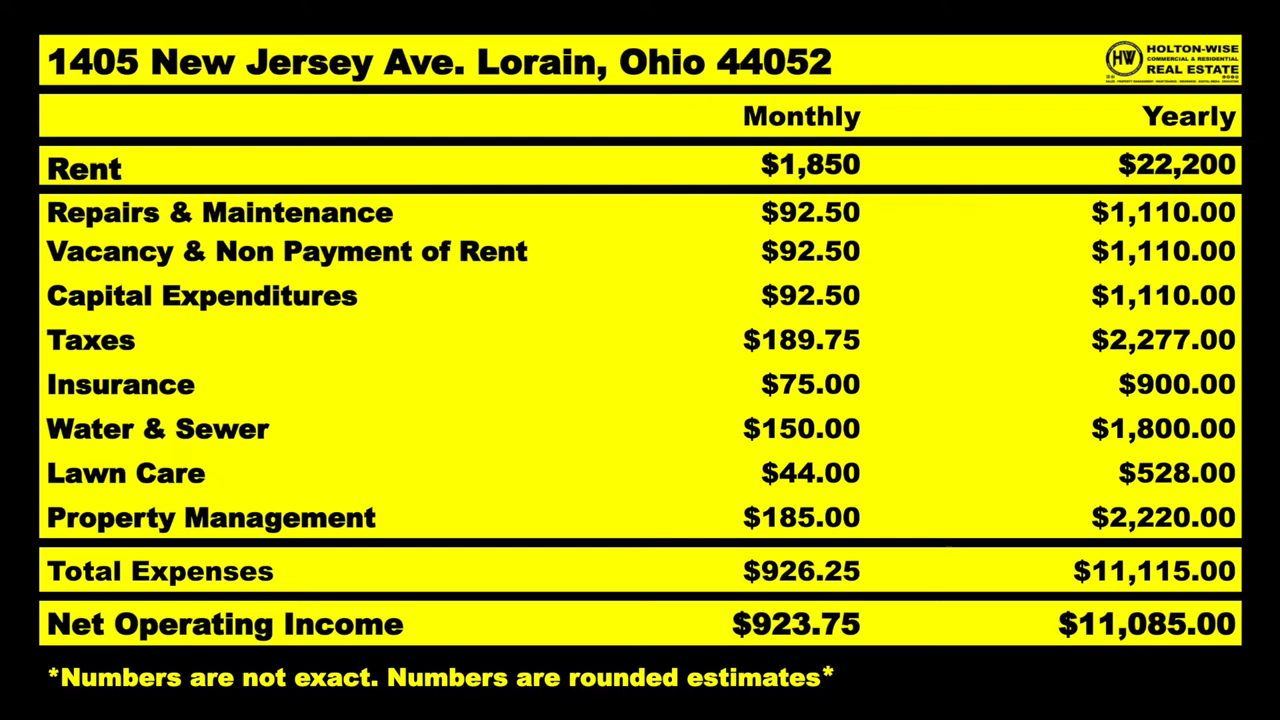 1405 New Jersey Ave. Lorain, Ohio 44052
HW
HOLTON-WISE
COMMERCIAL & RESIDENTIAL
REAL ESTATE
Monthly Yearly
Rent $1,850 $22,200
Repairs & Maintenance $92.50 $1,110.00
Vacancy & Non Payment of Rent $92.50 $1,110.00
Capital Expenditures $92.50 $1,110.00
Taxes $189.75 $2,277.00
Insurance $75.00 $900.00
Water & Sewer $150.00 $1,800.00
Lawn Care $44.00 $528.00
Property Management $185.00 $2,220.00
Total Expenses $926.25 $11,115.00
Net Operating Income $923.75 $11,085.00
*Numbers are not exact. Numbers are rounded estimates*